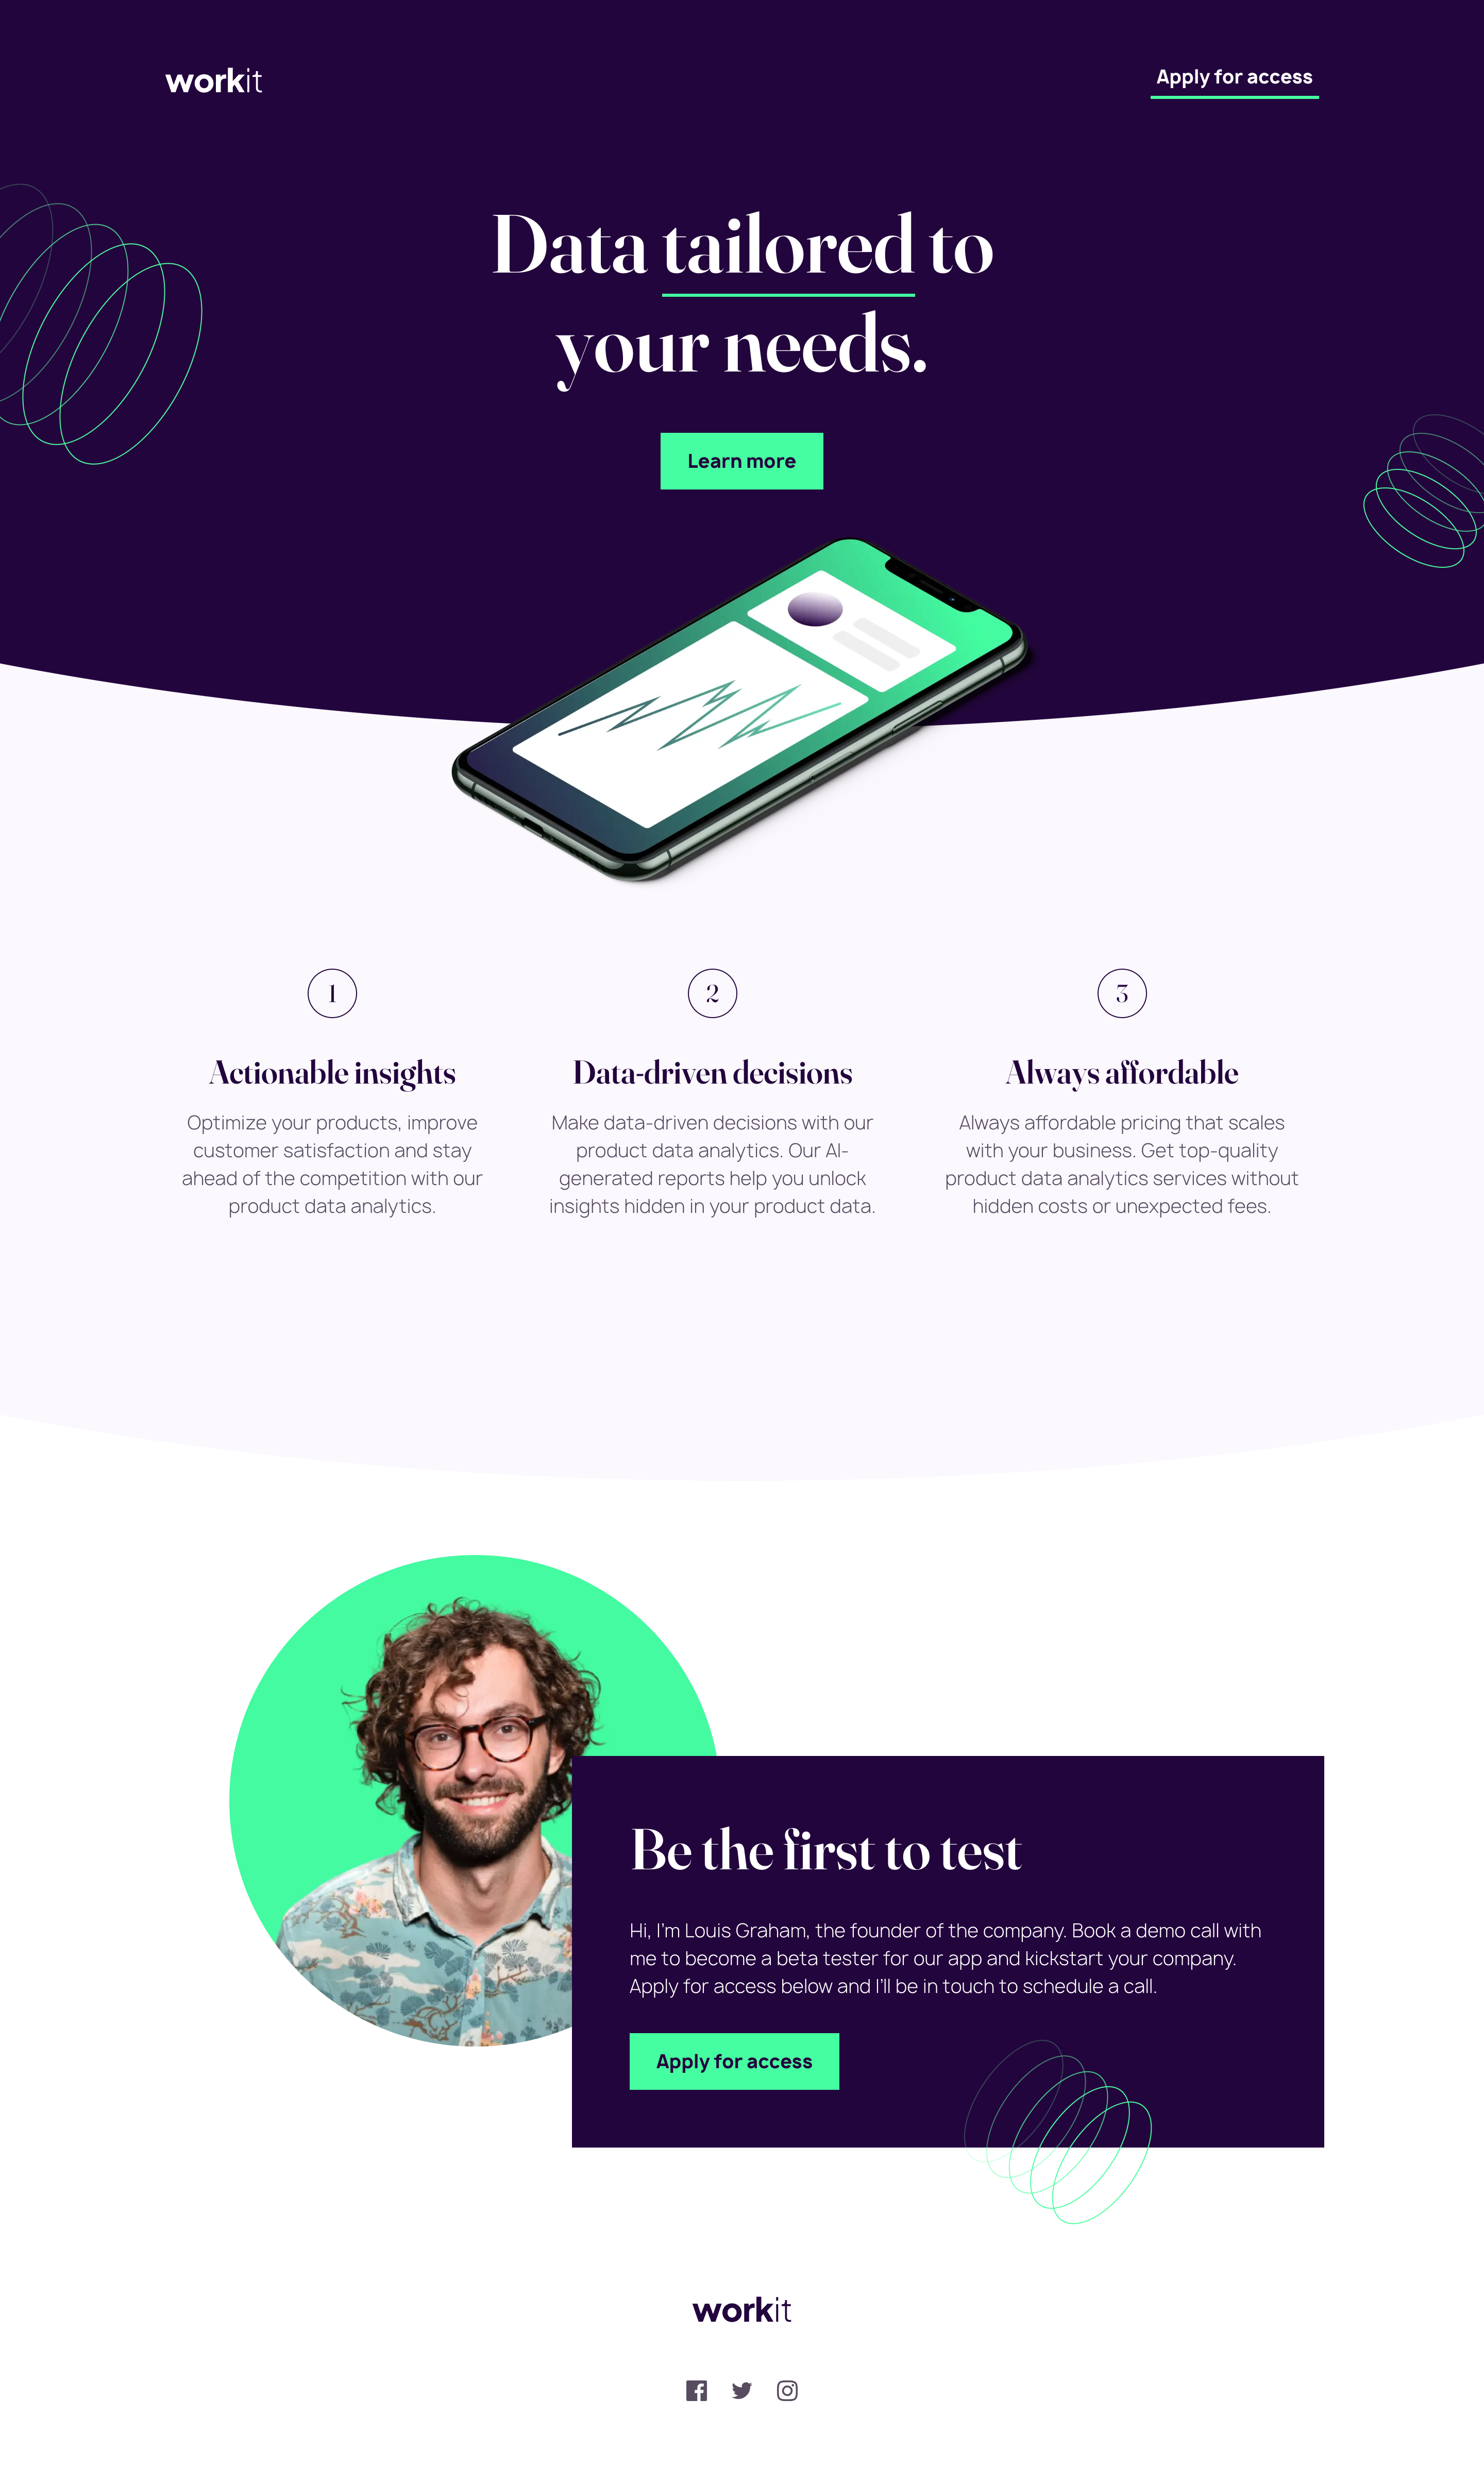 workit
Apply for access
Data tailored to
your needs.
Learn more
1
Actionable insights
Optimize your products, improve
customer satisfaction and stay
ahead of the competition with our
product data analytics.
2
Data-driven decisions
Make data-driven decisions with our
product data analytics. Our AI-
generated reports help you unlock
insights hidden in your product data.
3
Always affordable
Always affordable pricing that scales
with your business. Get top-quality
product data analytics services without
hidden costs or unexpected fees.
Be the first to test
Hi, I'm Louis Graham, the founder of the company. Book a demo call with
me to become a beta tester for our app and kickstart your company.
Apply for access below and I'll be in touch to schedule a call.
Apply for access
workit